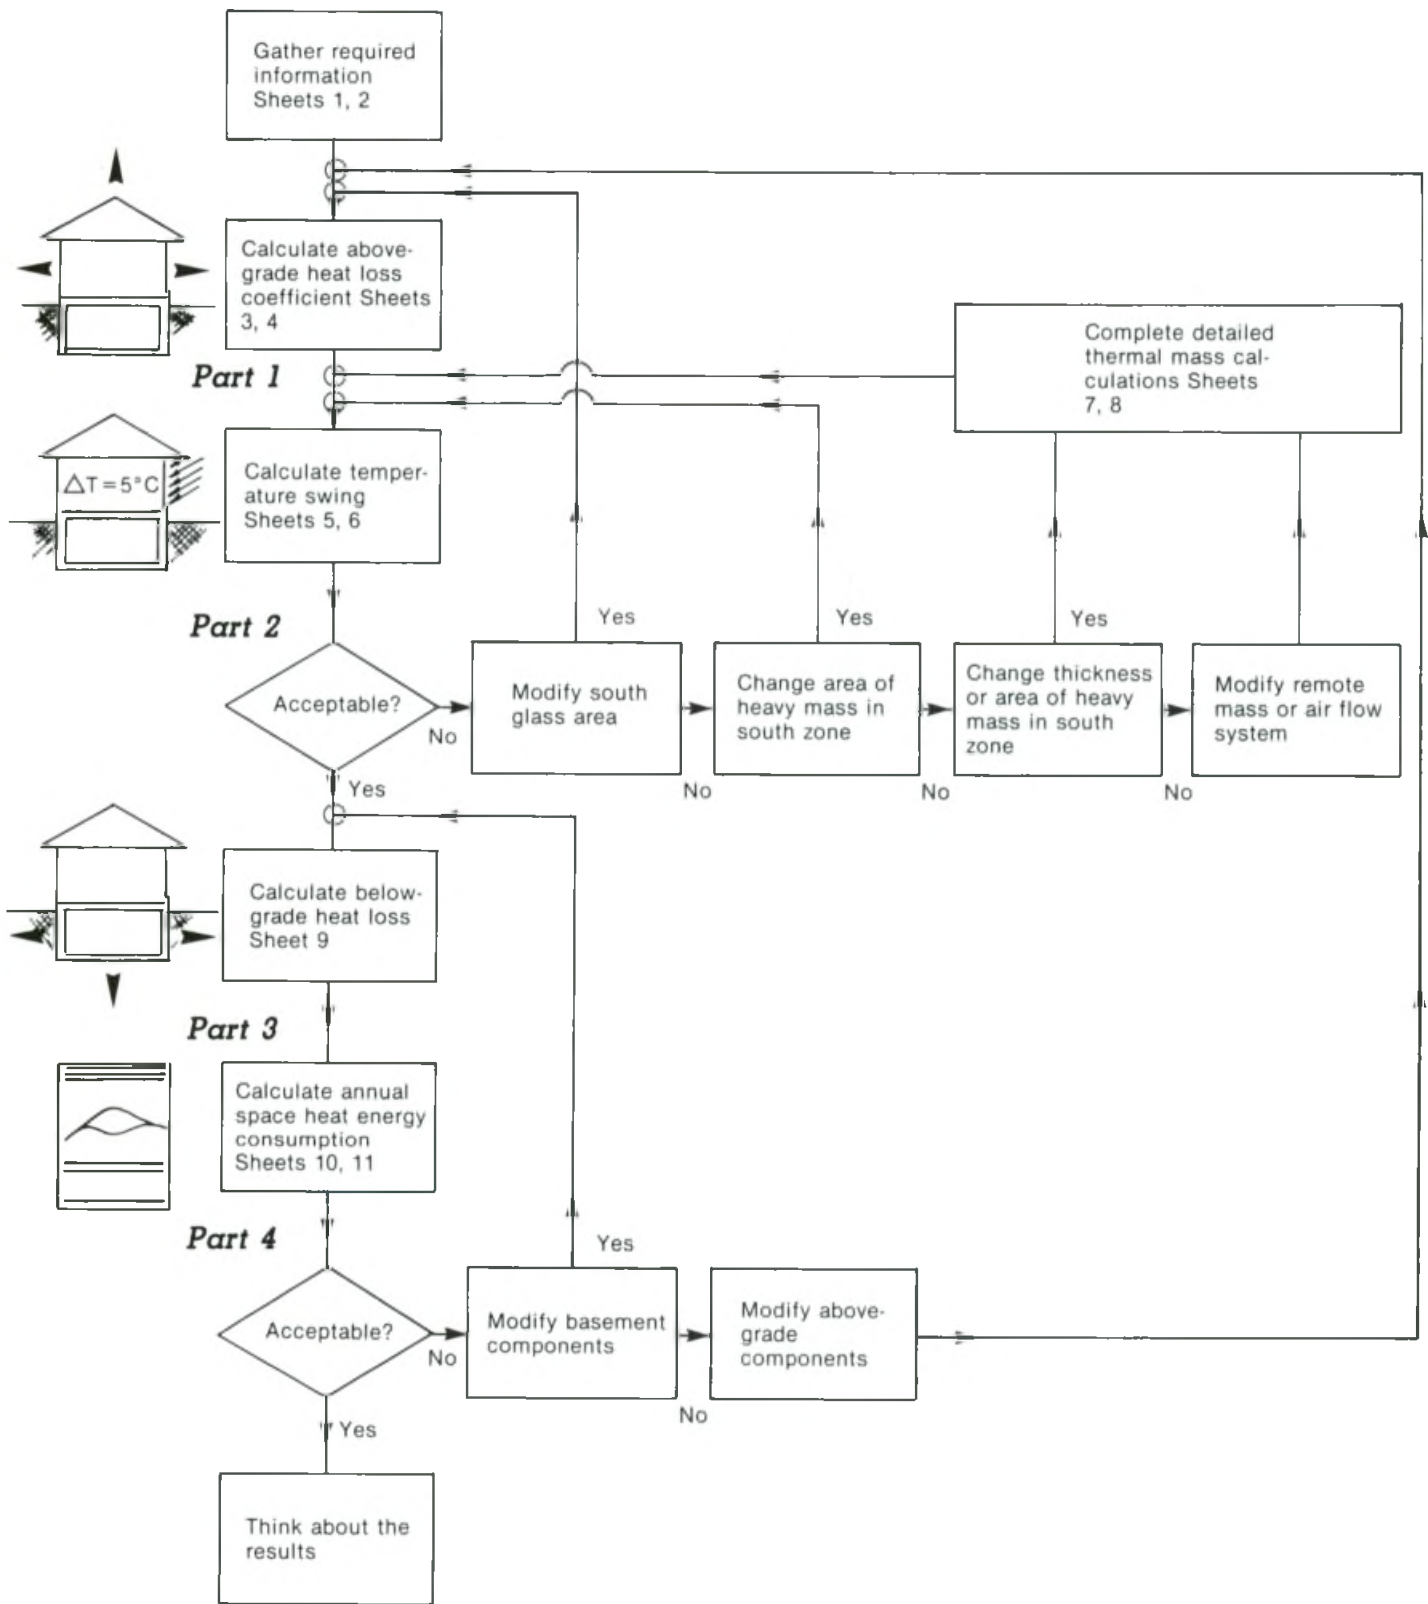 Gather required
information
Sheets 1, 2
Calculate above-
grade heat loss
coefficient Sheets
3, 4
Part 1
Complete detailed
thermal mass cal-
culations Sheets
7, 8
△T = 5°C
Calculate temper-
ature swing
Sheets 5, 6
Part 2
Yes
Yes
Yes
Acceptable?
No
Modify south
glass area
No
Change area of
heavy mass in
south zone
No
Change thickness
or area of heavy
mass in south
zone
No
Modify remote
mass or air flow
system
Yes
Calculate below-
grade heat loss
Sheet 9
Part 3
Calculate annual
space heat energy
consumption
Sheets 10, 11
Part 4
Yes
Acceptable?
No
Modify basement
components
No
Modify above-
grade
components
Yes
Think about the
results